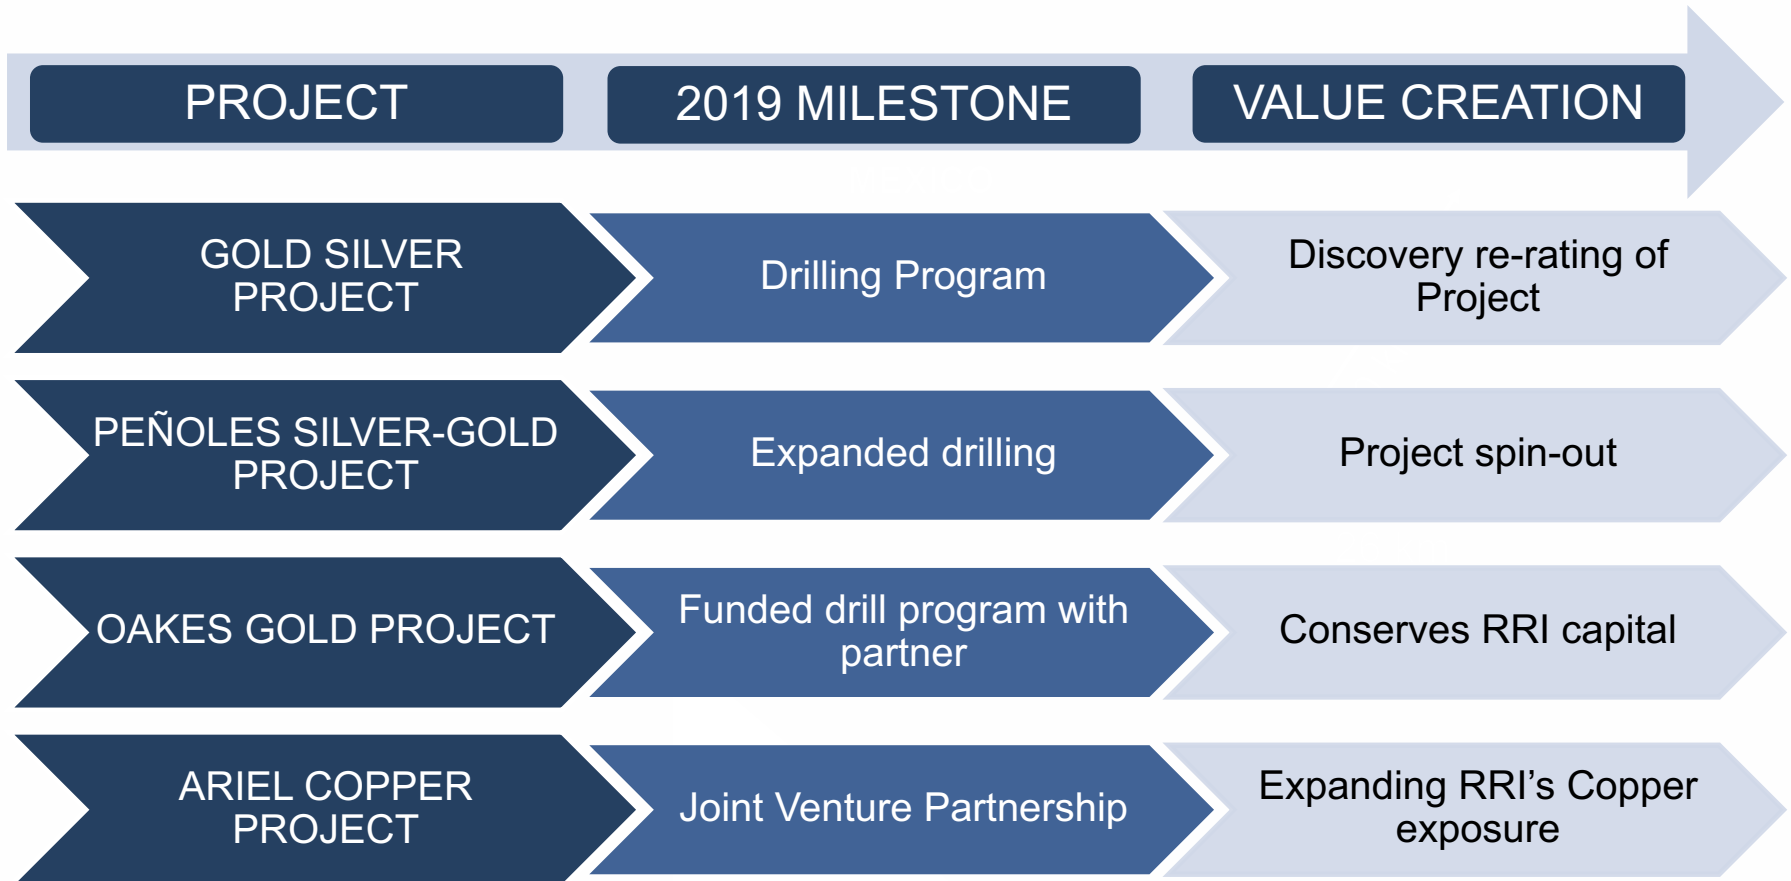 PROJECT
2019 MILESTONE
VALUE CREATION
GOLD SILVER
PROJECT
Drilling Program
Discovery re-rating of
Project
PEÑOLES SILVER-GOLD
PROJECT
Expanded drilling
Project spin-out
OAKES GOLD PROJECT
Funded drill program with
partner
Conserves RRI capital
ARIEL COPPER
PROJECT
Joint Venture Partnership
Expanding RRI’s Copper
exposure